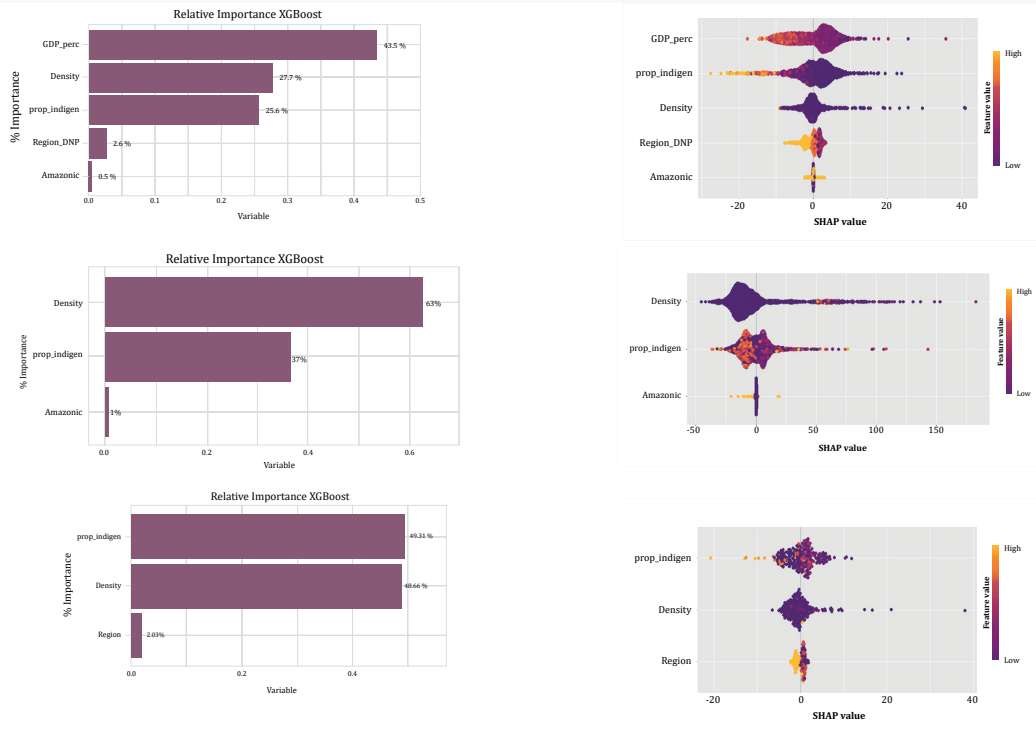 Relative Importance XGBoost
% Importance
GDP_perc
43.5 %
Density
27.7 %
prop_indigen
25.6 %
Region_DNP
2.6 %
Amazonic
0.5 %
0.0 0.1 0.2 0.3 0.4 0.5
Variable
GDP_perc
prop_indigen
Density
Region_DNP
Amazonic
-20 0 20 40
SHAP value
Feature value
High
Low
Relative Importance XGBoost
% Importance
Density
63%
prop_indigen
37%
Amazonic
1%
0.0 0.2 0.4 0.6
Variable
Density
prop_indigen
Amazonic
-50 0 50 100 150
SHAP value
Feature value
High
Low
Relative Importance XGBoost
% Importance
prop_indigen
49.31 %
Density
48.66 %
Region
2.03%
0.0 0.2 0.4
Variable
prop_indigen
Density
Region
-20 0 20 40
SHAP value
Feature value
High
Low